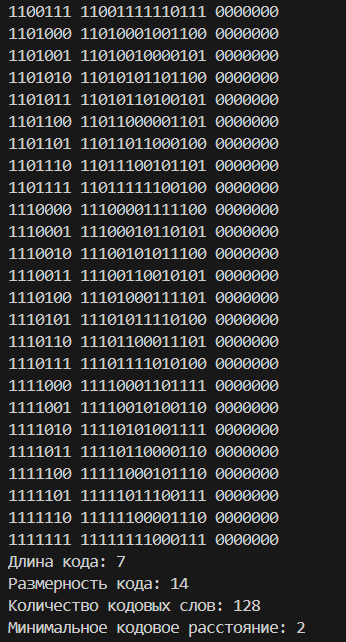 1100111 11001111110111 0000000
1101000 11010001001100 0000000
1101001 11010010000101 0000000
1101010 11010101101100 0000000
1101011 11010110100101 0000000
1101100 11011000001101 0000000
1101101 11011011000100 0000000
1101110 11011100101101 0000000
1101111 11011111100100 0000000
1110000 11100001111100 0000000
1110001 11100010110101 0000000
1110010 11100101011100 0000000
1110011 11100110010101 0000000
1110100 11101000111101 0000000
1110101 11101011110100 0000000
1110110 11101100011101 0000000
1110111 11101111010100 0000000
1111000 11110001101111 0000000
1111001 11110010100110 0000000
1111010 11110101001111 0000000
1111011 11110110000110 0000000
1111100 11111000101110 0000000
1111101 11111011100111 0000000
1111110 11111100001110 0000000
1111111 11111111000111 0000000
Длина кода: 7
Размерность кода: 14
Количество кодовых слов: 128
Минимальное кодовое расстояние: 2